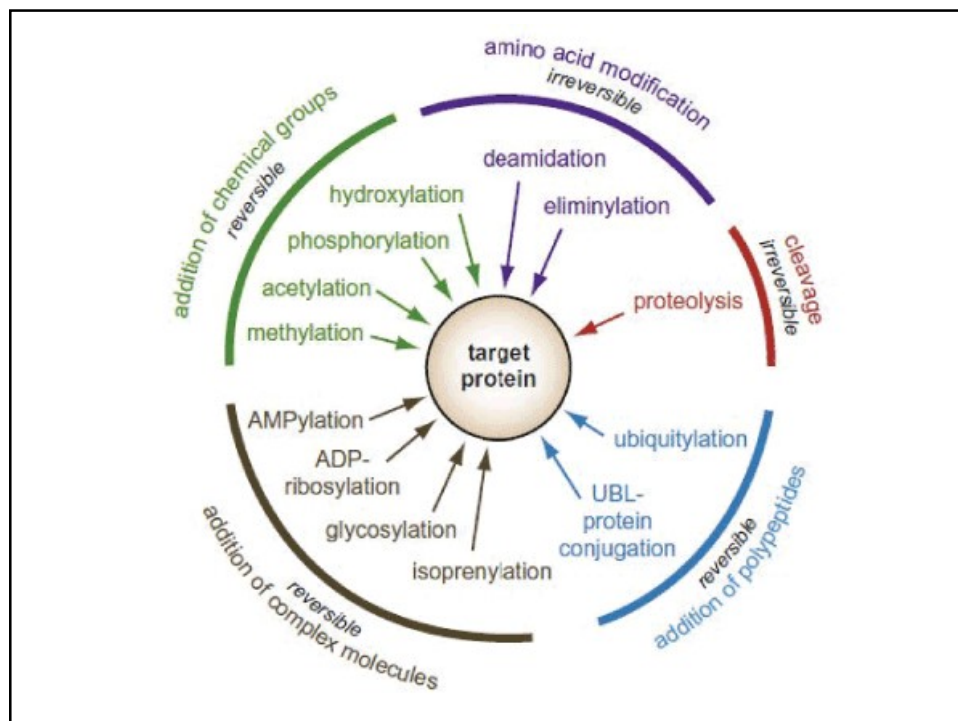 amino acid modification
irreversible
addition of chemical groups
reversible
deamidation
hydroxylation
eliminylation
phosphorylation
cleavage
irreversible
acetylation
proteolysis
methylation
target
protein
AMPylation
ubiquitylation
ADP-
ribosylation
UBL-
protein
conjugation
glycosylation
isoprenylation
reversible
addition of polypeptides
reversible
addition of complex molecules